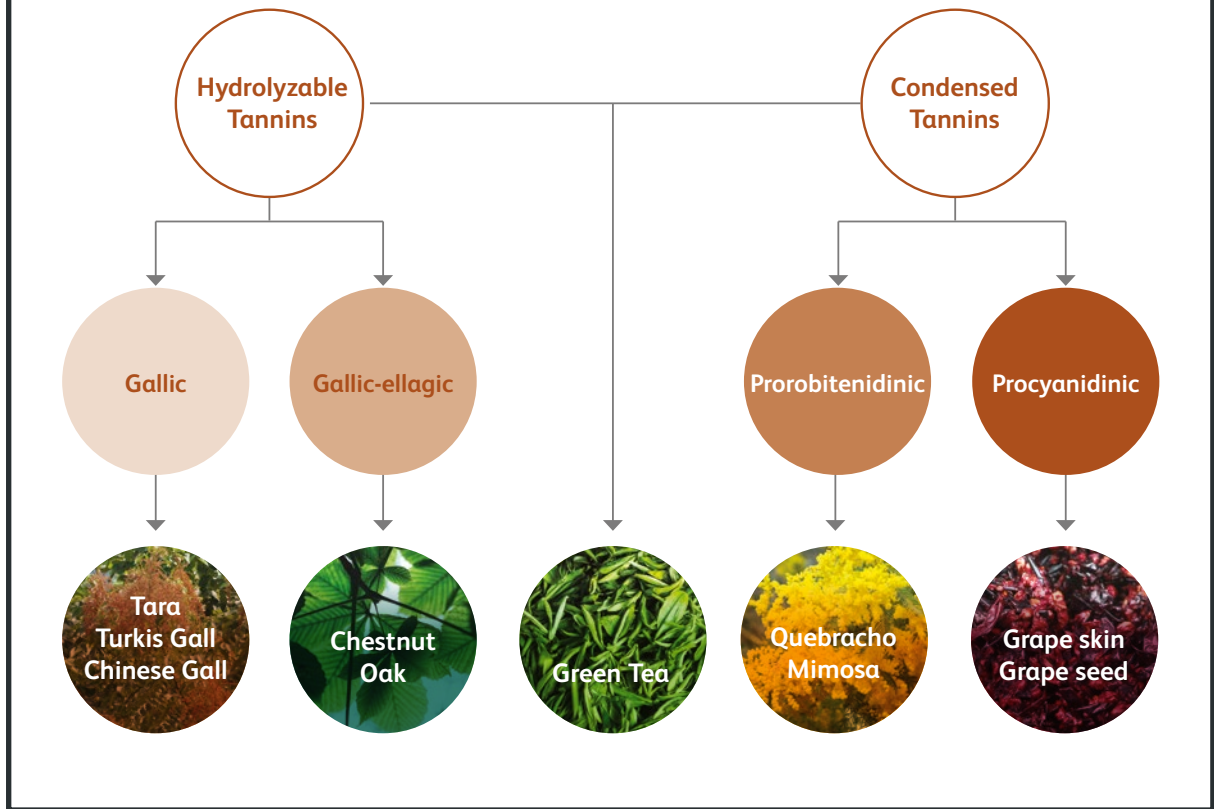 Hydrolyzable
Tannins
Condensed
Tannins
Gallic
Gallic-ellagic
Prorobitenidinic
Procyanidinic
Tara
Turkis Gall
Chinese Gall
Chestnut
Oak
Green Tea
Quebracho
Mimosa
Grape skin
Grape seed